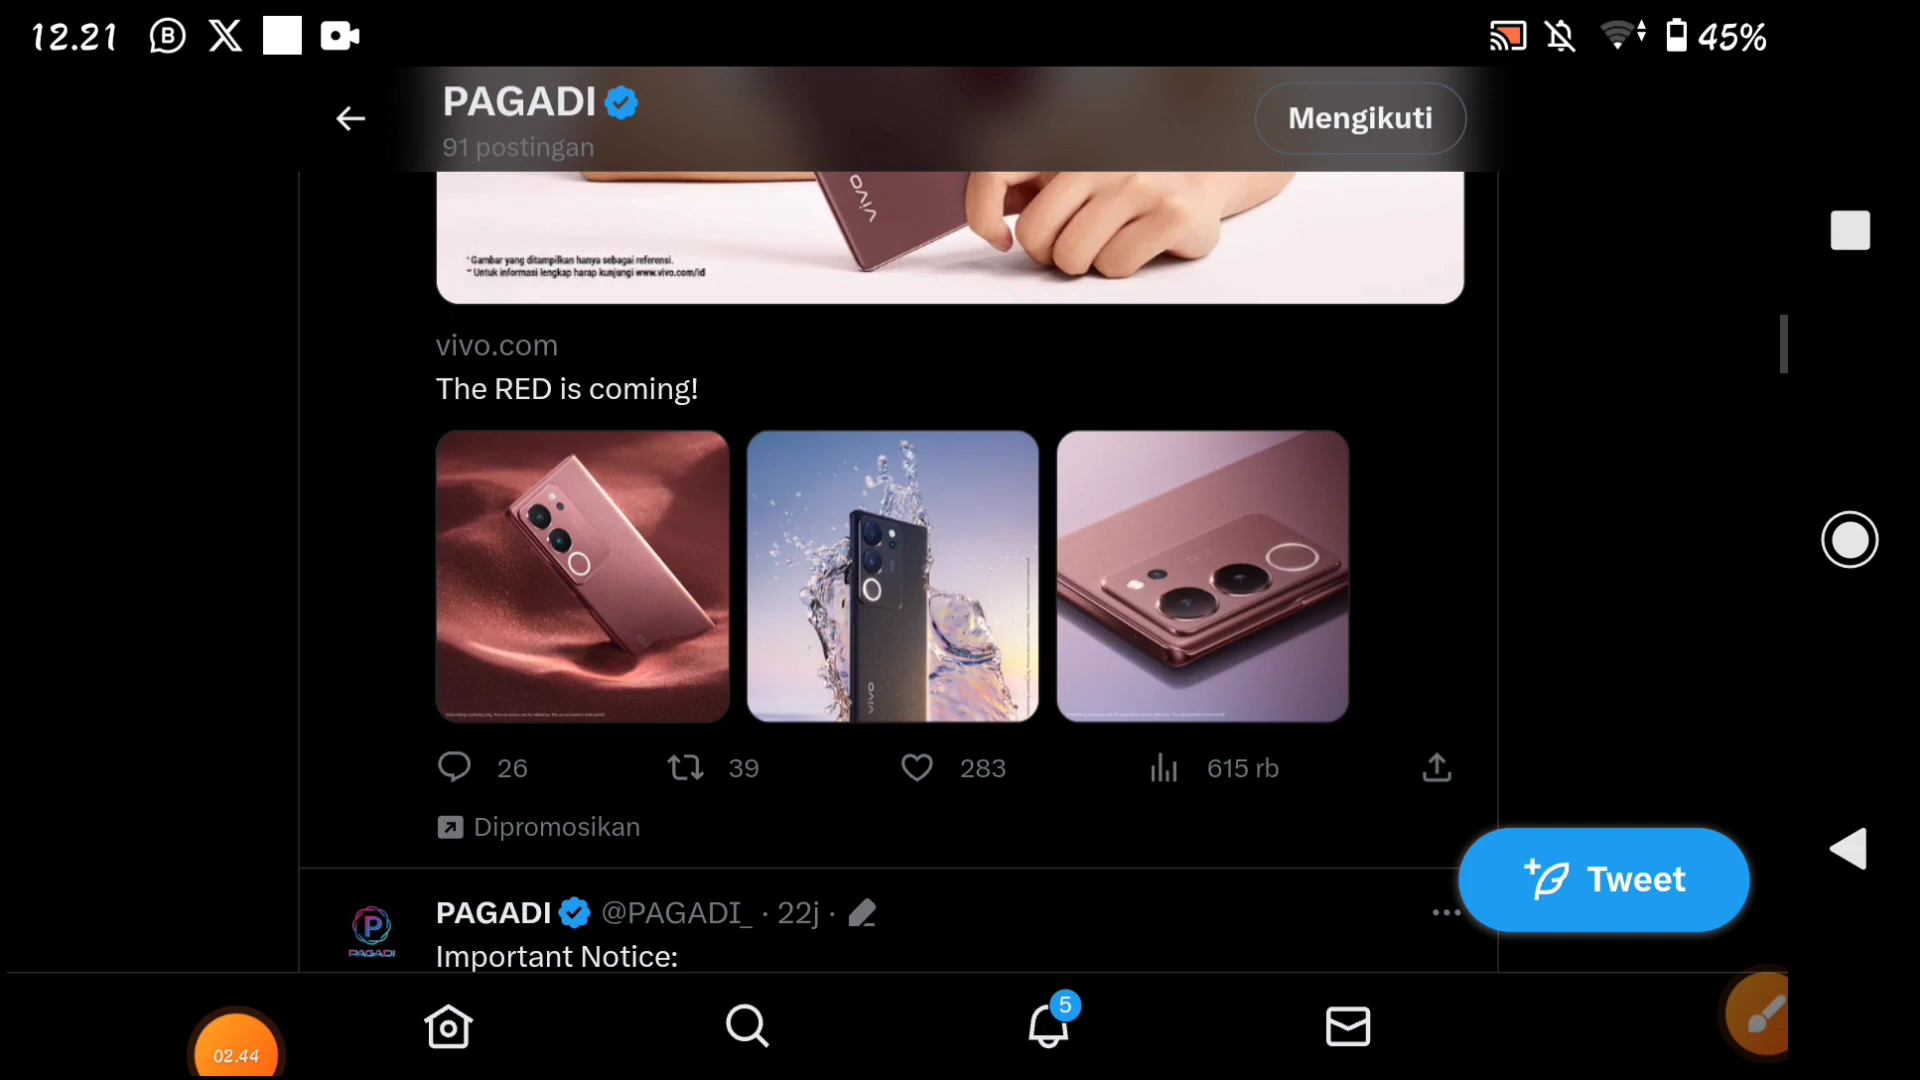 12.21
45%
PAGADI
91 postingan
Mengikuti
vivo
* Gambar yang ditampilkan hanya sebagai referensi.
** Untuk informasi lengkap harap kunjungi www.vivo.com/id
vivo.com
The RED is coming!
vivo
26
39
283
615 rb
Dipromosikan
Tweet
PAGADI @PAGADI_ · 22j ·
PAGADI
Important Notice:
5
02.44